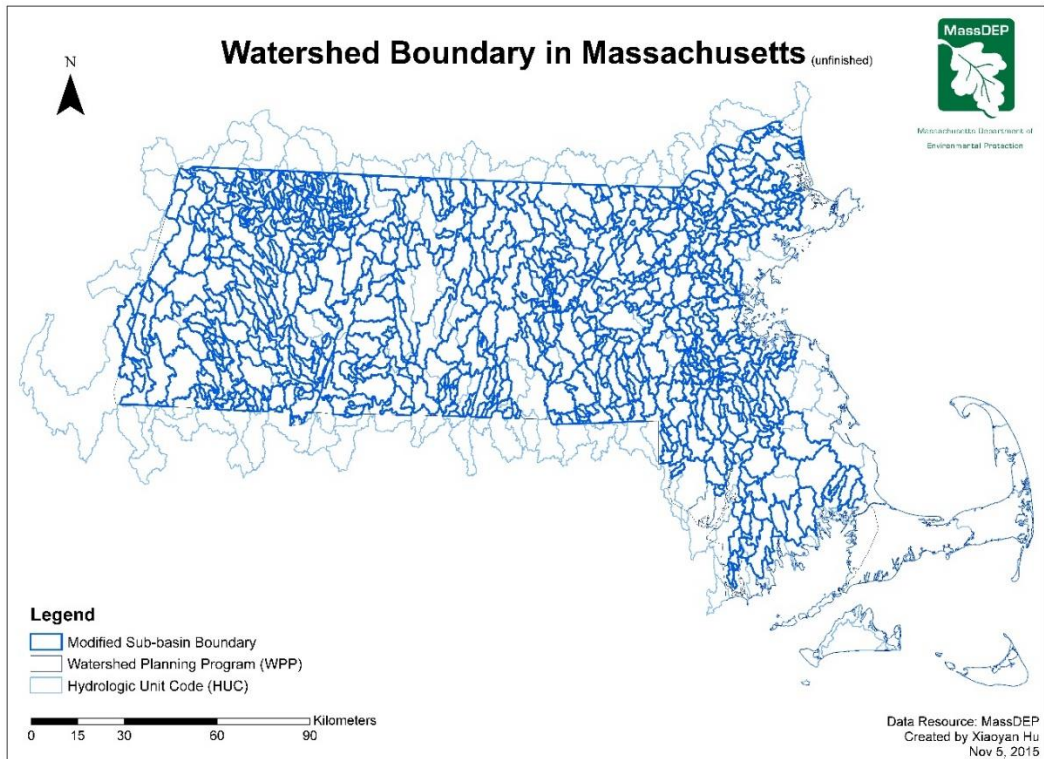 Watershed Boundary in Massachusetts (unfinished)
MassDEP
Massachusetts Department of
Environmental Protection
N
Legend
Modified Sub-basin Boundary
Watershed Planning Program (WPP)
Hydrologic Unit Code (HUC)
Kilometers
0 15 30 60 90
Data Resource: MassDEP
Created by Xiaoyan Hu
Nov 5, 2015